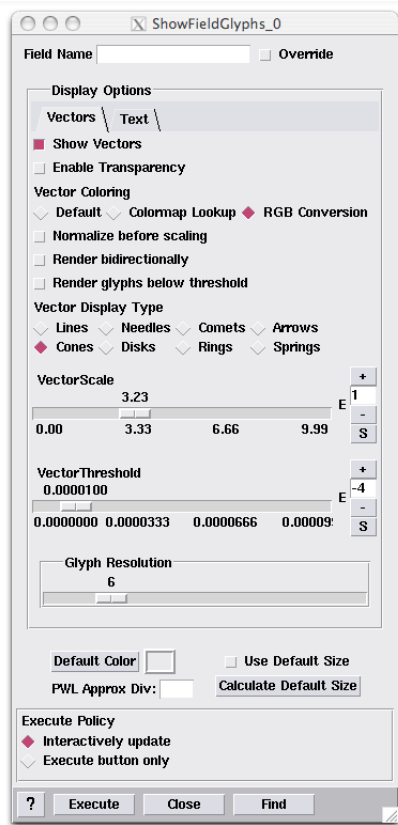 ShowFieldGlyphs_0
Field Name Override
Display Options
Vectors Text
Show Vectors
Enable Transparency
Vector Coloring
Default Colormap Lookup RGB Conversion
Normalize before scaling
Render bidirectionally
Render glyphs below threshold
Vector Display Type
Lines Needles Comets Arrows
Cones Disks Rings Springs
VectorScale +
3.23 E 1
-
0.00 3.33 6.66 9.99 S
VectorThreshold +
0.0000100 E -4
-
0.0000000 0.0000333 0.0000666 0.00009 S
Glyph Resolution
6
Default Color Use Default Size
PWL Approx Div: Calculate Default Size
Execute Policy
Interactively update
Execute button only
? Execute Close Find